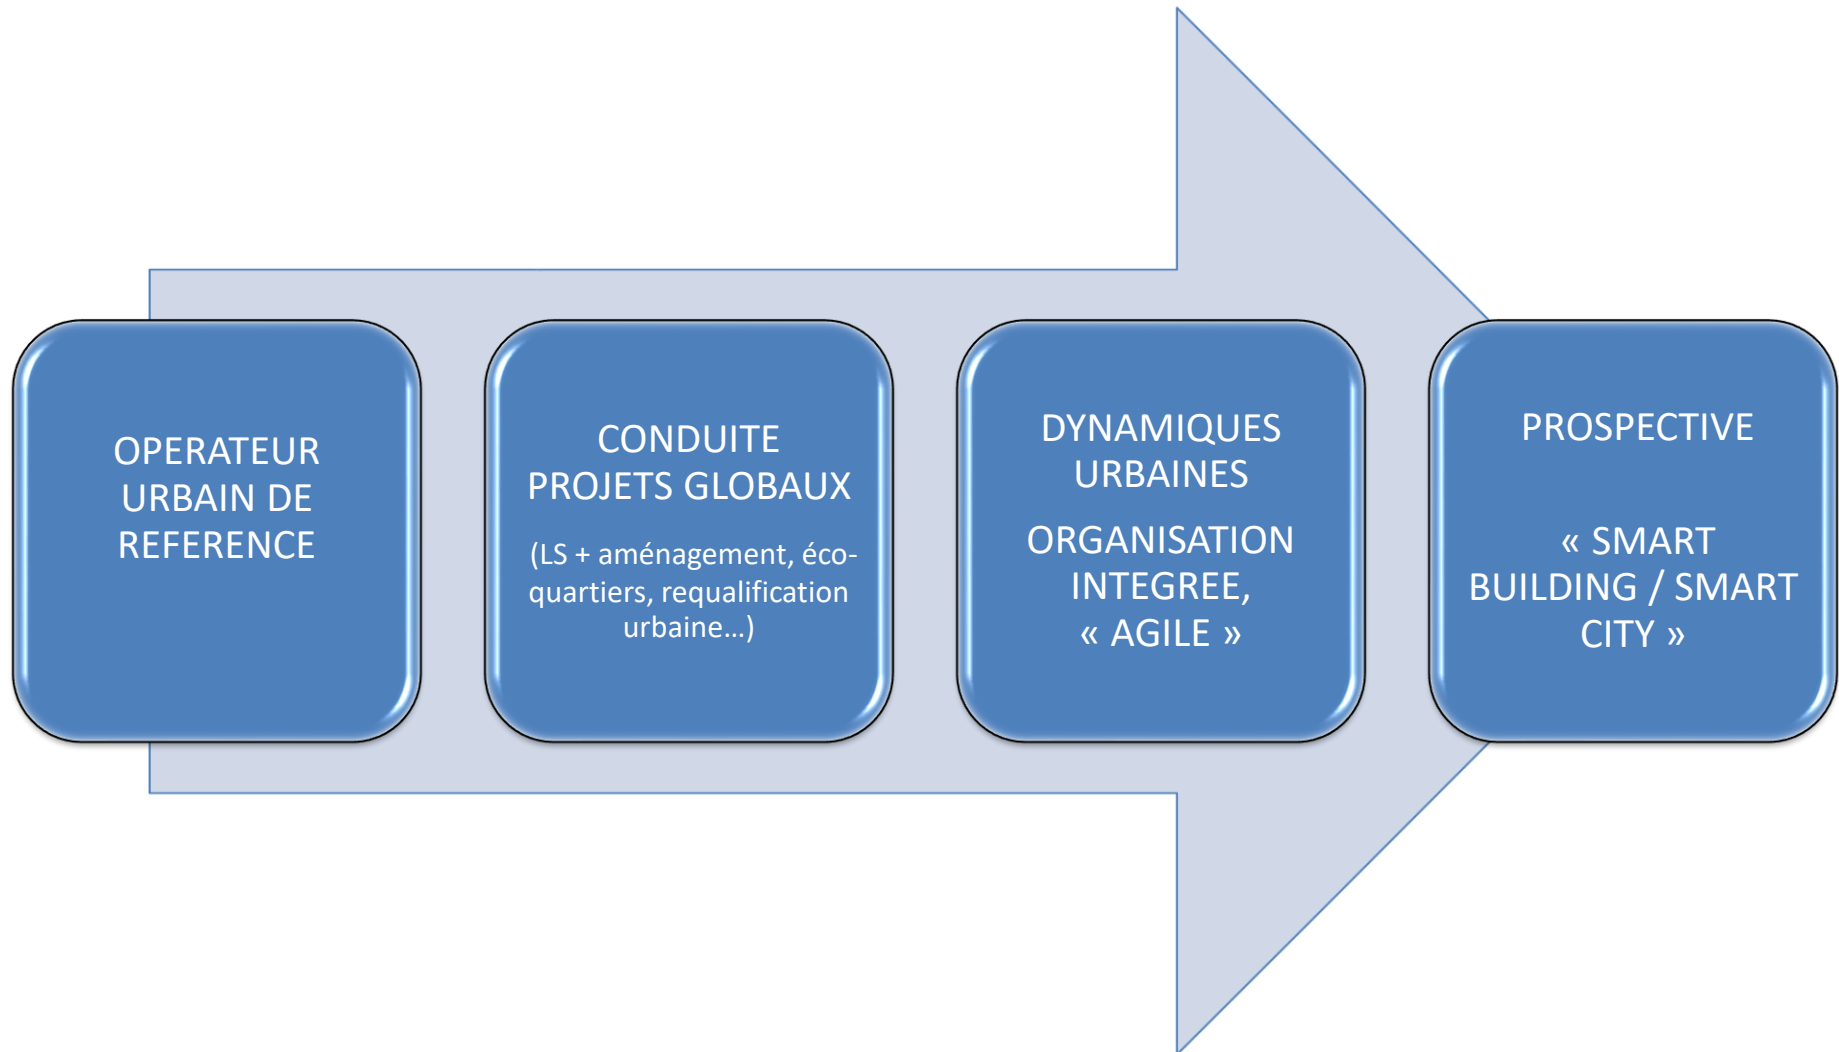 OPERATEUR
URBAIN DE
REFERENCE
CONDUITE
PROJETS GLOBAUX
(LS + aménagement, éco-
quartiers, requalification
urbaine...)
DYNAMIQUES
URBAINES
ORGANISATION
INTEGREE,
« AGILE »
PROSPECTIVE
« SMART
BUILDING / SMART
CITY »